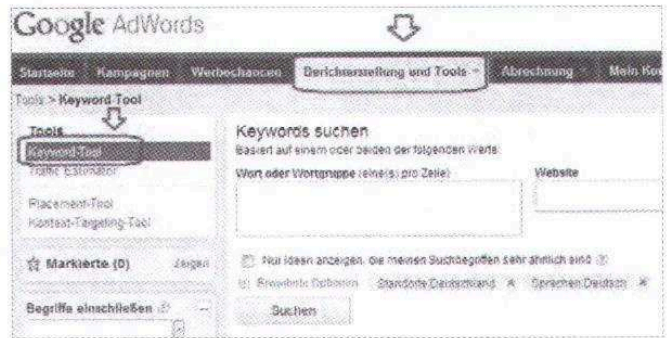 Google AdWords
Startseite Kampagnen Werbechancen Berichterstellung und Tools Abrechnung Mein Ko
Tools > Keyword Tool
Tools
Keyword-Tool
Traffic Estimator
Placement-Tool
Kontext-Targeting-Tool
Markierte (0) zeigen
Begriffe einschließen
Keywords suchen
Basiert auf einem oder beiden der folgenden Werte:
Wort oder Wortgruppe (eine(s) pro Zeile)
Website
Nur Ideen anzeigen, die meinen Suchbegriffen sehr ähnlich sind
Erweiterte Optionen Standorte: Deutschland × Sprachen: Deutsch ×
Suchen